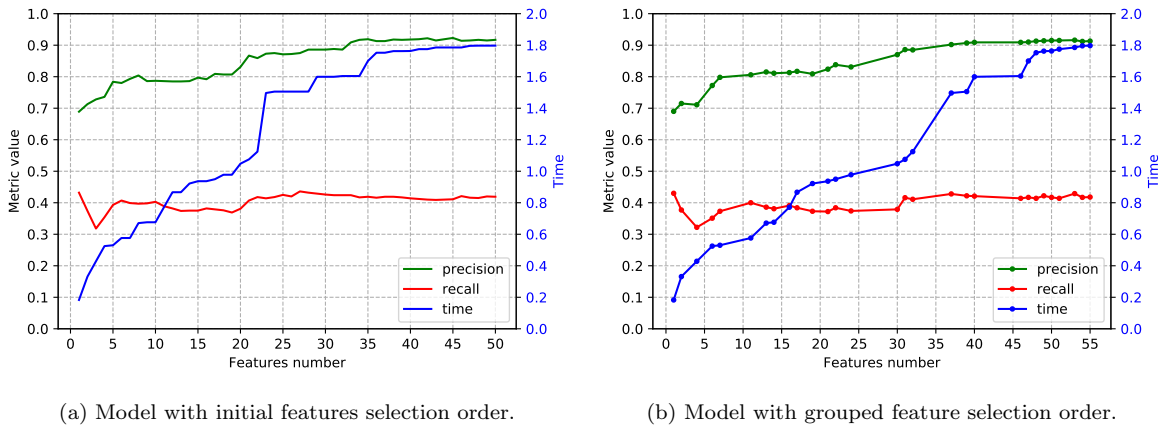 1.0
0.9
0.8
0.7
0.6
0.5
0.4
0.3
0.2
0.1
0.0
Metric value
0 5 10 15 20 25 30 35 40 45 50
Features number
2.0
1.8
1.6
1.4
1.2
1.0
0.8
0.6
0.4
0.2
0.0
Time
precision
recall
time
(a) Model with initial features selection order.
1.0
0.9
0.8
0.7
0.6
0.5
0.4
0.3
0.2
0.1
0.0
Metric value
0 5 10 15 20 25 30 35 40 45 50 55
Features number
2.0
1.8
1.6
1.4
1.2
1.0
0.8
0.6
0.4
0.2
0.0
Time
precision
recall
time
(b) Model with grouped feature selection order.